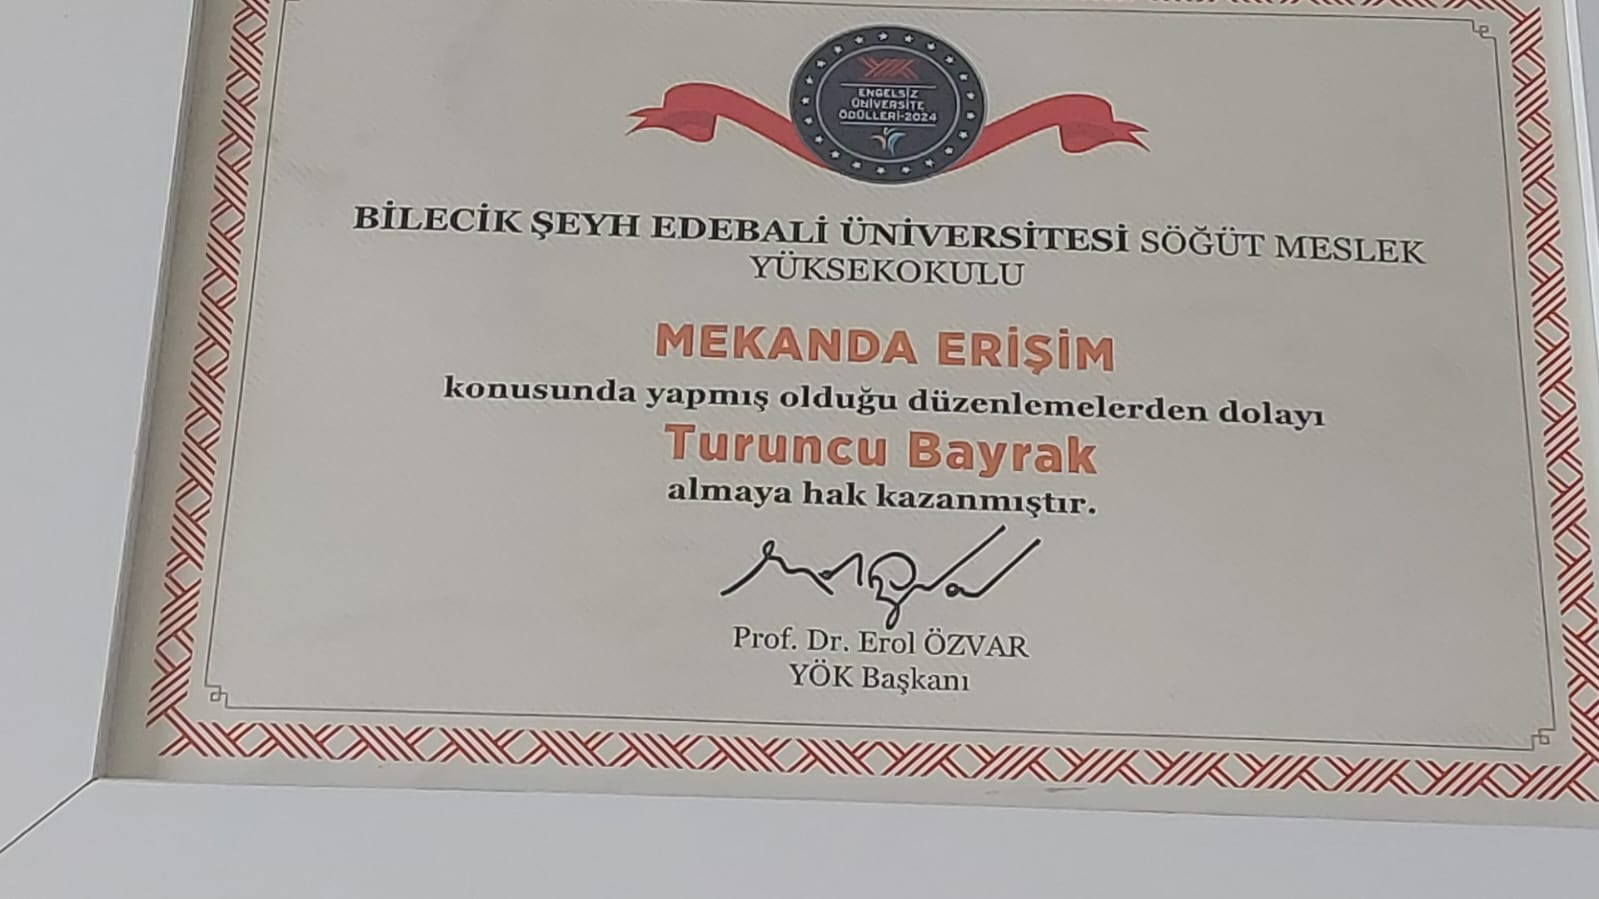 YÖK
ENGELSİZ
ÜNİVERSİTE
ÖDÜLLERİ-2024
BİLECİK ŞEYH EDEBALİ ÜNİVERSİTESİ SÖĞÜT MESLEK
YÜKSEKOKULU
MEKANDA ERİŞİM
konusunda yapmış olduğu düzenlemelerden dolayı
Turuncu Bayrak
almaya hak kazanmıştır.
Prof. Dr. Erol ÖZVAR
YÖK Başkanı